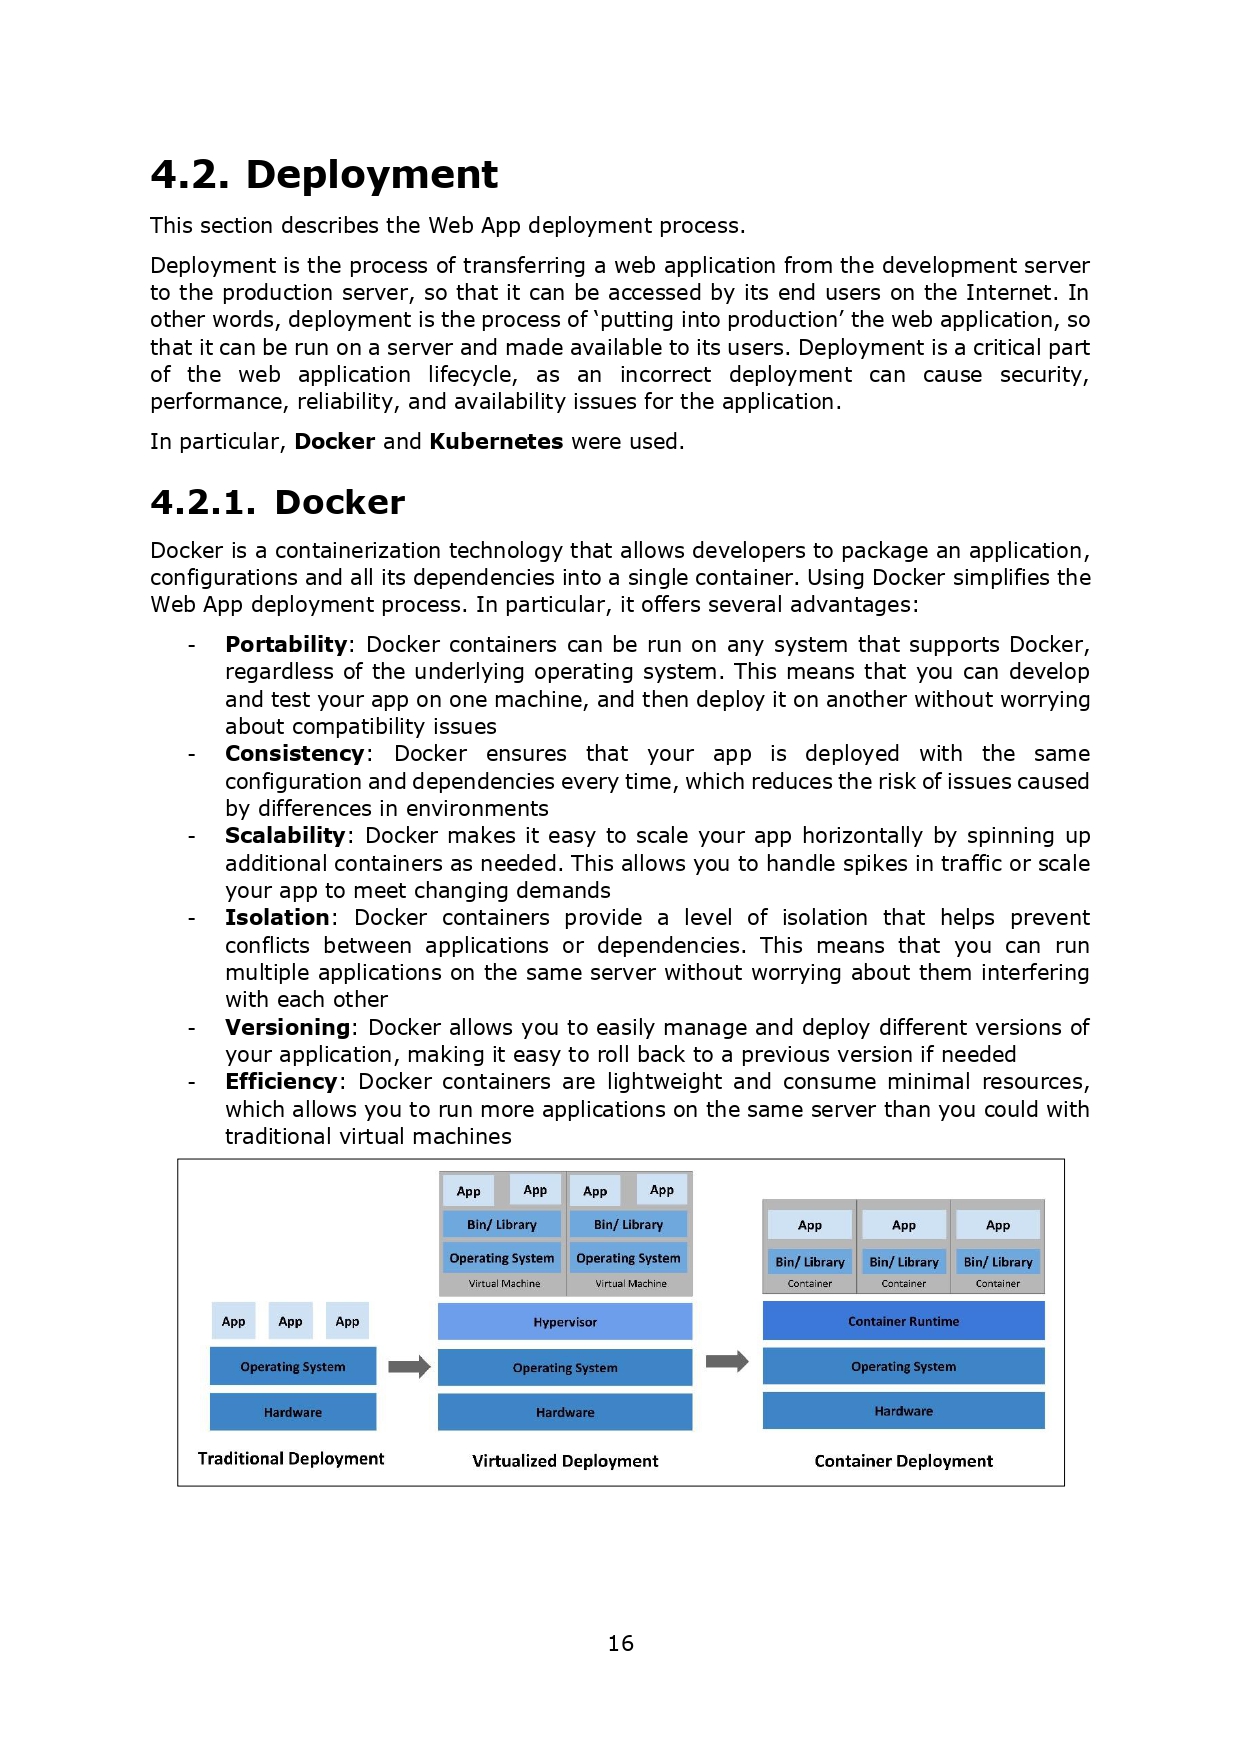 4.2. Deployment
This section describes the Web App deployment process.
Deployment is the process of transferring a web application from the development server
to the production server, so that it can be accessed by its end users on the Internet. In
other words, deployment is the process of ‘putting into production’ the web application, so
that it can be run on a server and made available to its users. Deployment is a critical part
of the web application lifecycle, as an incorrect deployment can cause security,
performance, reliability, and availability issues for the application.
In particular, Docker and Kubernetes were used.
4.2.1. Docker
Docker is a containerization technology that allows developers to package an application,
configurations and all its dependencies into a single container. Using Docker simplifies the
Web App deployment process. In particular, it offers several advantages:
- Portability: Docker containers can be run on any system that supports Docker,
regardless of the underlying operating system. This means that you can develop
and test your app on one machine, and then deploy it on another without worrying
about compatibility issues
- Consistency: Docker ensures that your app is deployed with the same
configuration and dependencies every time, which reduces the risk of issues caused
by differences in environments
- Scalability: Docker makes it easy to scale your app horizontally by spinning up
additional containers as needed. This allows you to handle spikes in traffic or scale
your app to meet changing demands
- Isolation: Docker containers provide a level of isolation that helps prevent
conflicts between applications or dependencies. This means that you can run
multiple applications on the same server without worrying about them interfering
with each other
- Versioning: Docker allows you to easily manage and deploy different versions of
your application, making it easy to roll back to a previous version if needed
- Efficiency: Docker containers are lightweight and consume minimal resources,
which allows you to run more applications on the same server than you could with
traditional virtual machines
App App App
Operating System
Hardware
Traditional Deployment
App App App App
Bin/ Library Bin/ Library
Operating System Operating System
Virtual Machine Virtual Machine
Hypervisor
Operating System
Hardware
Virtualized Deployment
App App App
Bin/ Library Bin/ Library Bin/ Library
Container Container Container
Container Runtime
Operating System
Hardware
Container Deployment
16